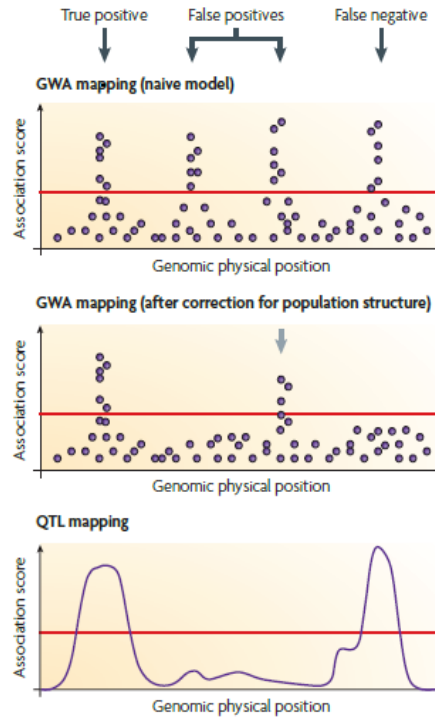 True positive False positives False negative
GWA mapping (naive model)
Association score
Genomic physical position
GWA mapping (after correction for population structure)
Association score
Genomic physical position
QTL mapping
Association score
Genomic physical position